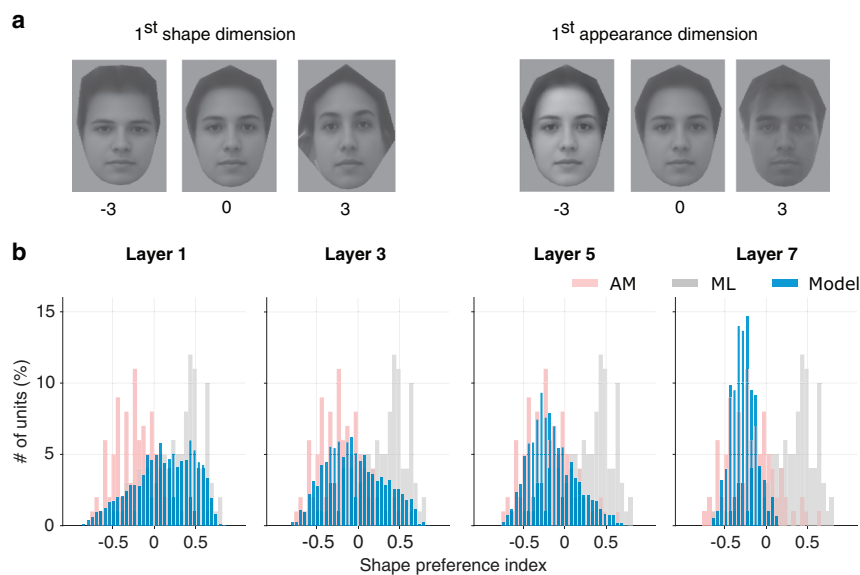 a
1st shape dimension
1st appearance dimension
-3 0 3
-3 0 3
b
Layer 1
Layer 3
Layer 5
Layer 7
AM ML Model
# of units (%)
15
10
5
0
-0.5 0 0.5
-0.5 0 0.5
-0.5 0 0.5
-0.5 0 0.5
Shape preference index